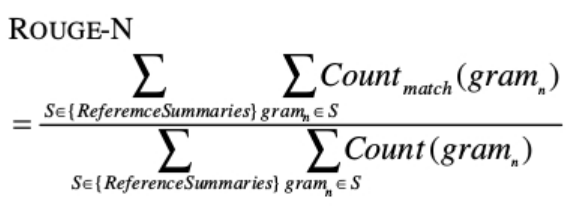 ROUGE-N
∑ ∑ Count_match(gram_n)
S∈{ReferemceSummaries} gram_n∈S
=
∑ ∑ Count(gram_n)
S∈{ReferenceSummaries} gram_n∈S